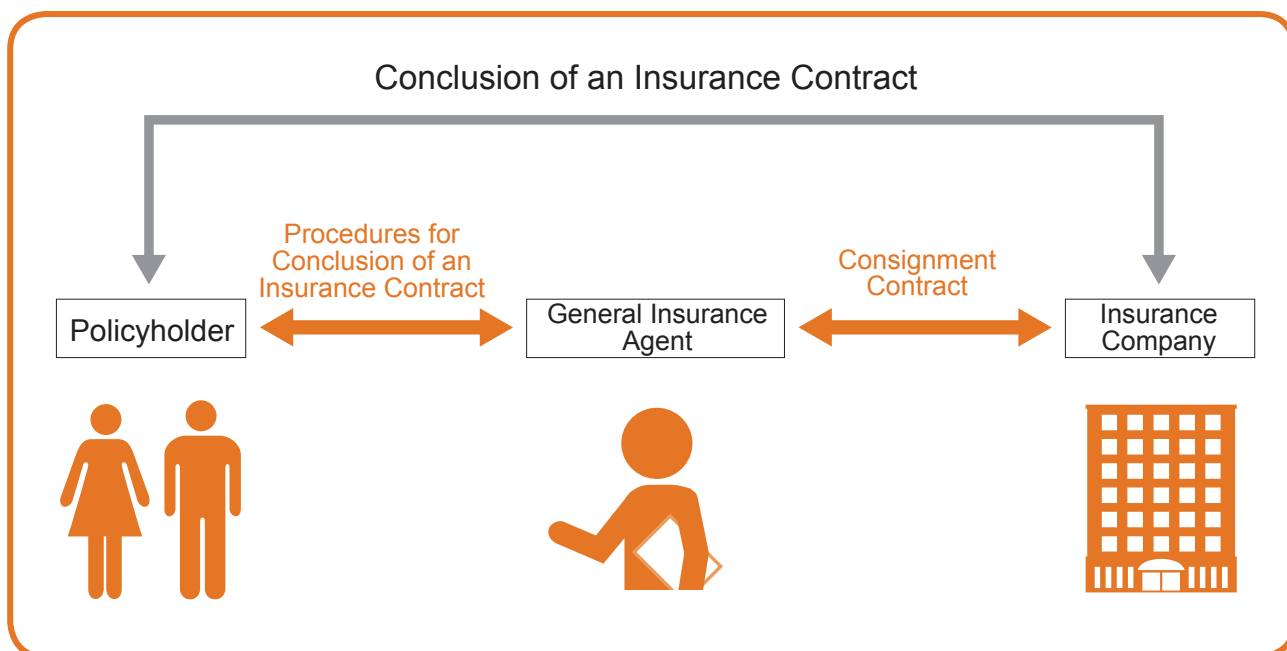 Conclusion of an Insurance Contract
Procedures for
Conclusion of an
Insurance Contract
Consignment
Contract
Policyholder
General Insurance
Agent
Insurance
Company